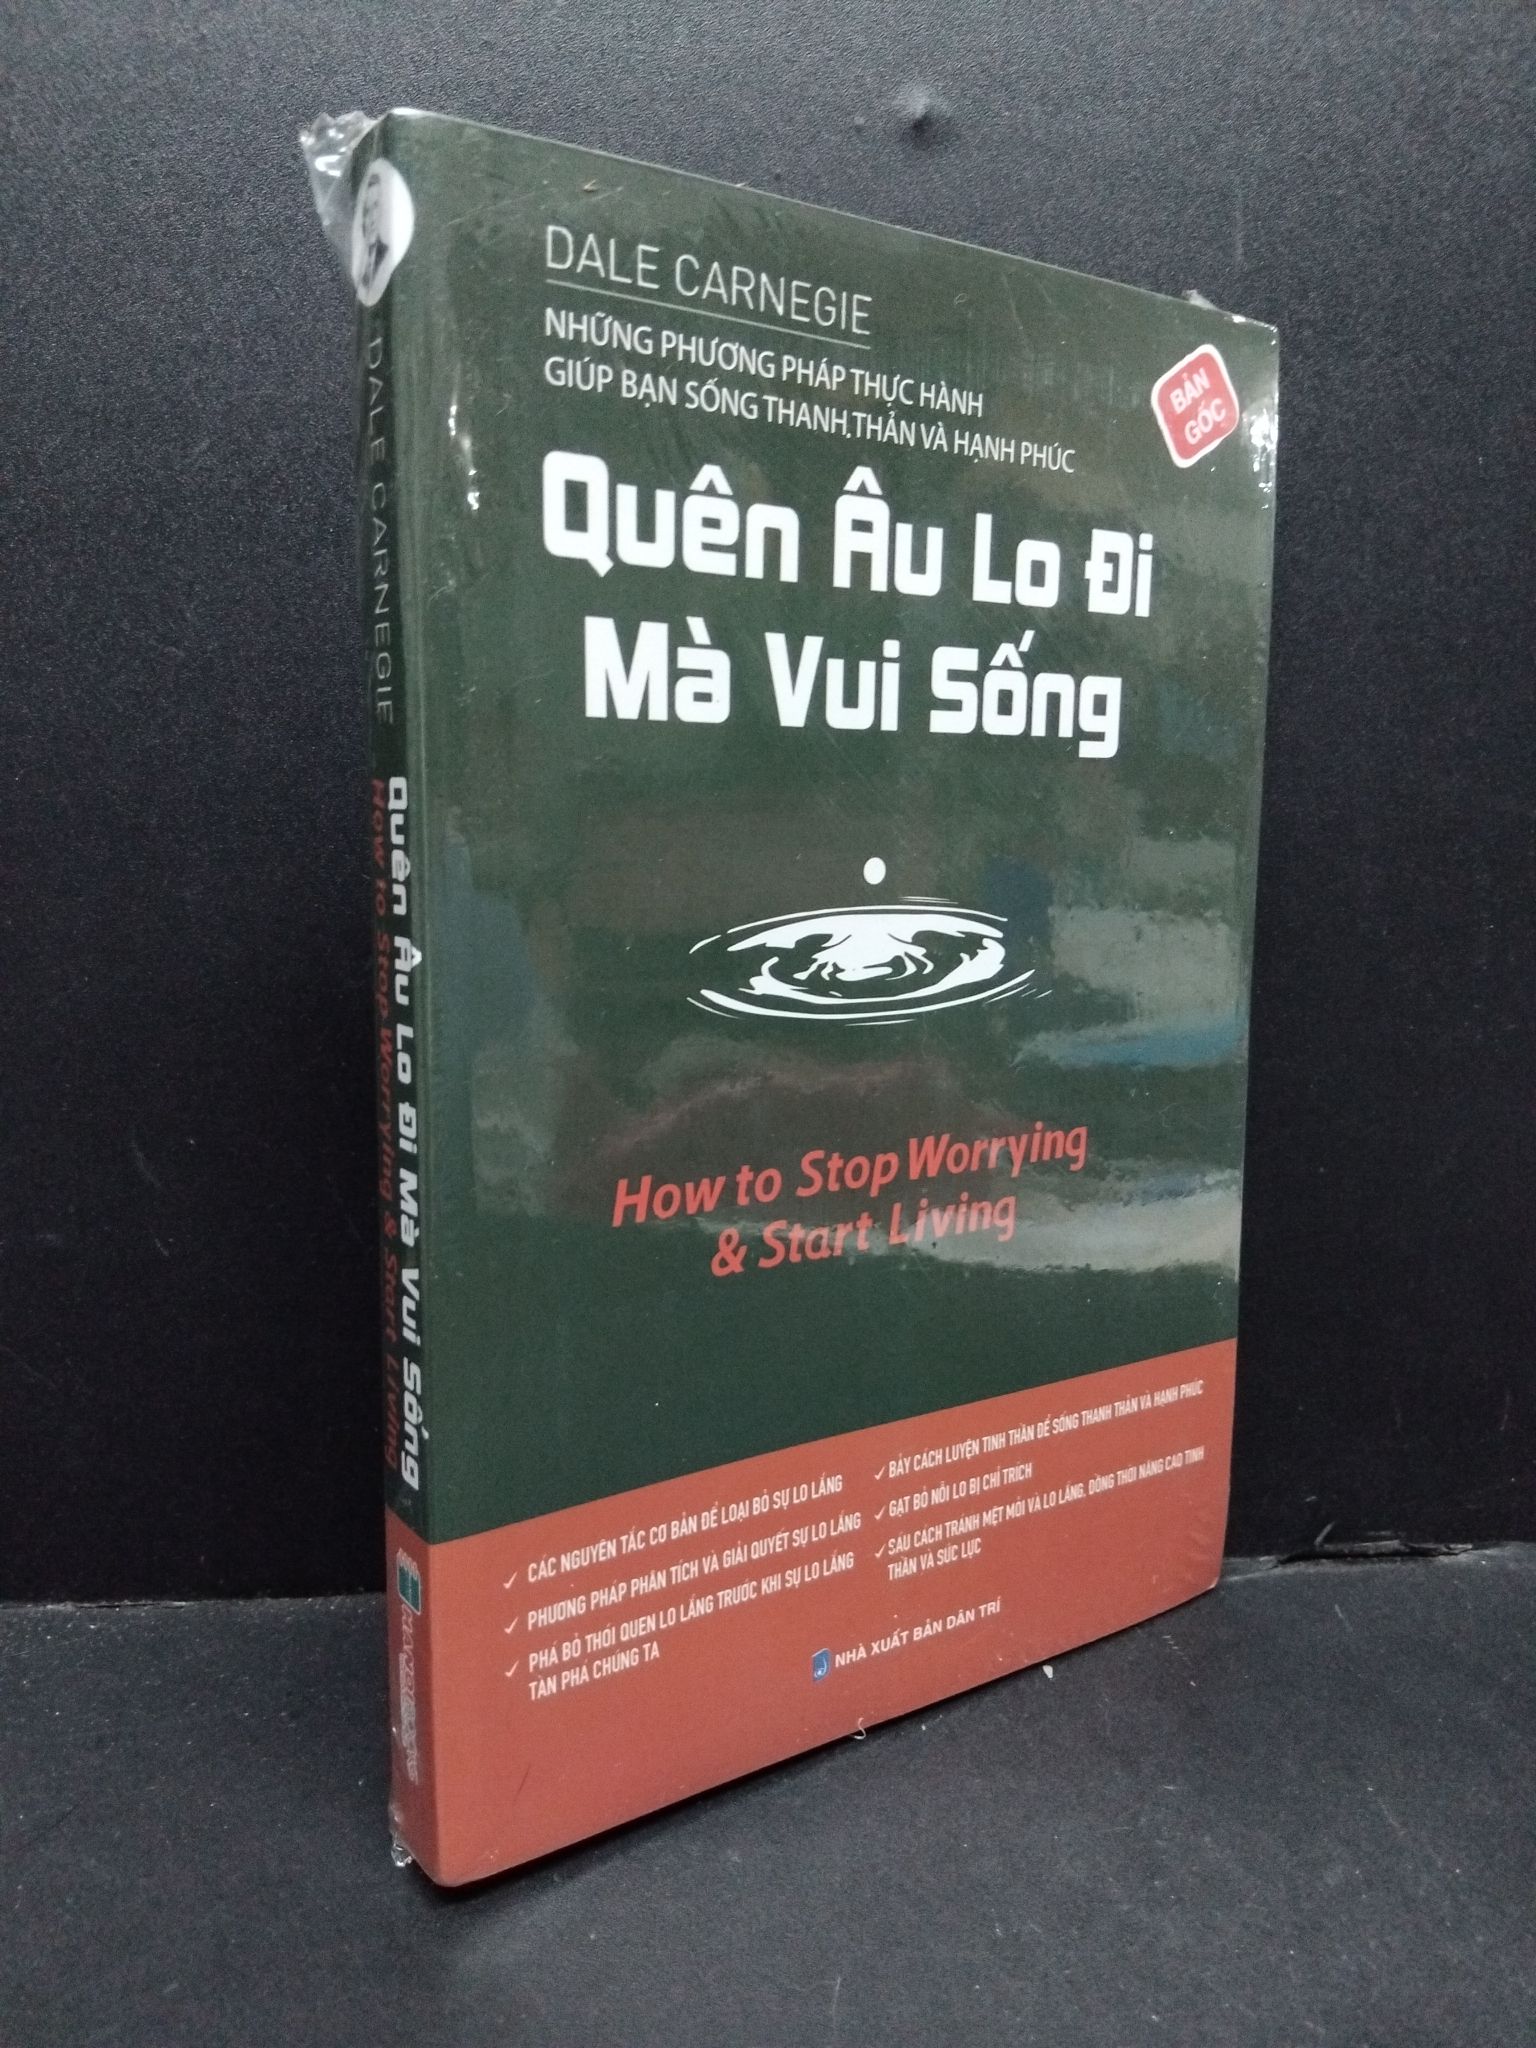 DALE CARNEGIE
NHỮNG PHƯƠNG PHÁP THỰC HÀNH
GIÚP BẠN SỐNG THANH THẢN VÀ HẠNH PHÚC
BẢN
GỐC
Quên Âu Lo Đi
Mà Vui Sống
How to Stop Worrying
& Start Living
✓ CÁC NGUYÊN TẮC CƠ BẢN ĐỂ LOẠI BỎ SỰ LO LẮNG
✓ PHƯƠNG PHÁP PHÂN TÍCH VÀ GIẢI QUYẾT SỰ LO LẮNG
✓ PHÁ BỎ THÓI QUEN LO LẮNG TRƯỚC KHI SỰ LO LẮNG
TÀN PHÁ CHÚNG TA
✓ BẢY CÁCH LUYỆN TINH THẦN ĐỂ SỐNG THANH THẢN VÀ HẠNH PHÚC
✓ GẠT BỎ NỖI LO BỊ CHỈ TRÍCH
✓ SÁU CÁCH TRÁNH MỆT MỎI VÀ LO LẮNG, ĐỒNG THỜI NÂNG CAO TINH
THẦN VÀ SỨC LỰC
NHÀ XUẤT BẢN DÂN TRÍ
DALE CARNEGIE
Quên Âu Lo Đi Mà Vui Sống
How to Stop Worrying & Start Living